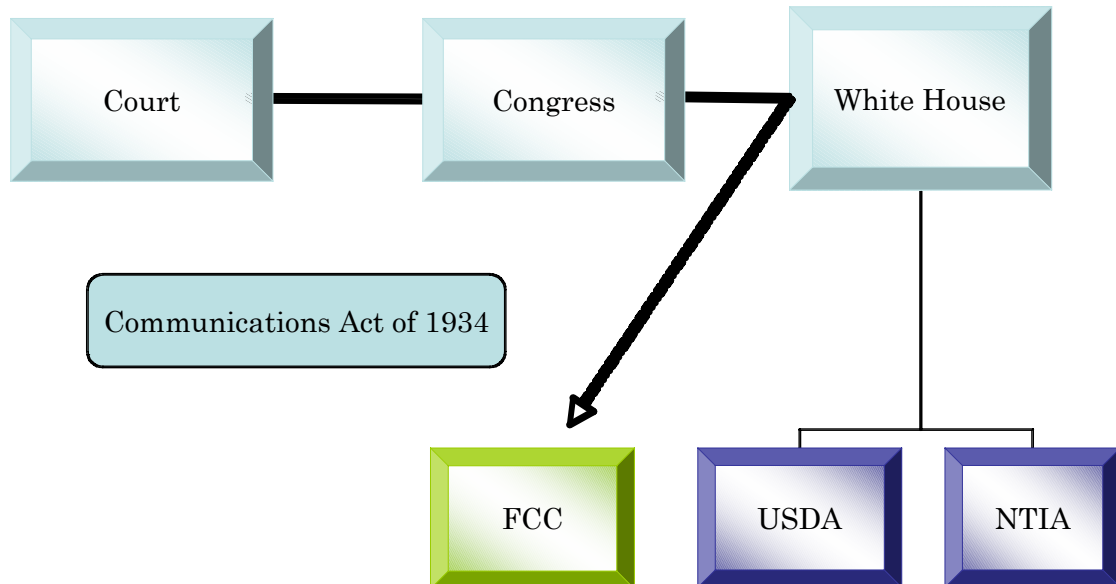 Court
Congress
White House
Communications Act of 1934
FCC
USDA
NTIA